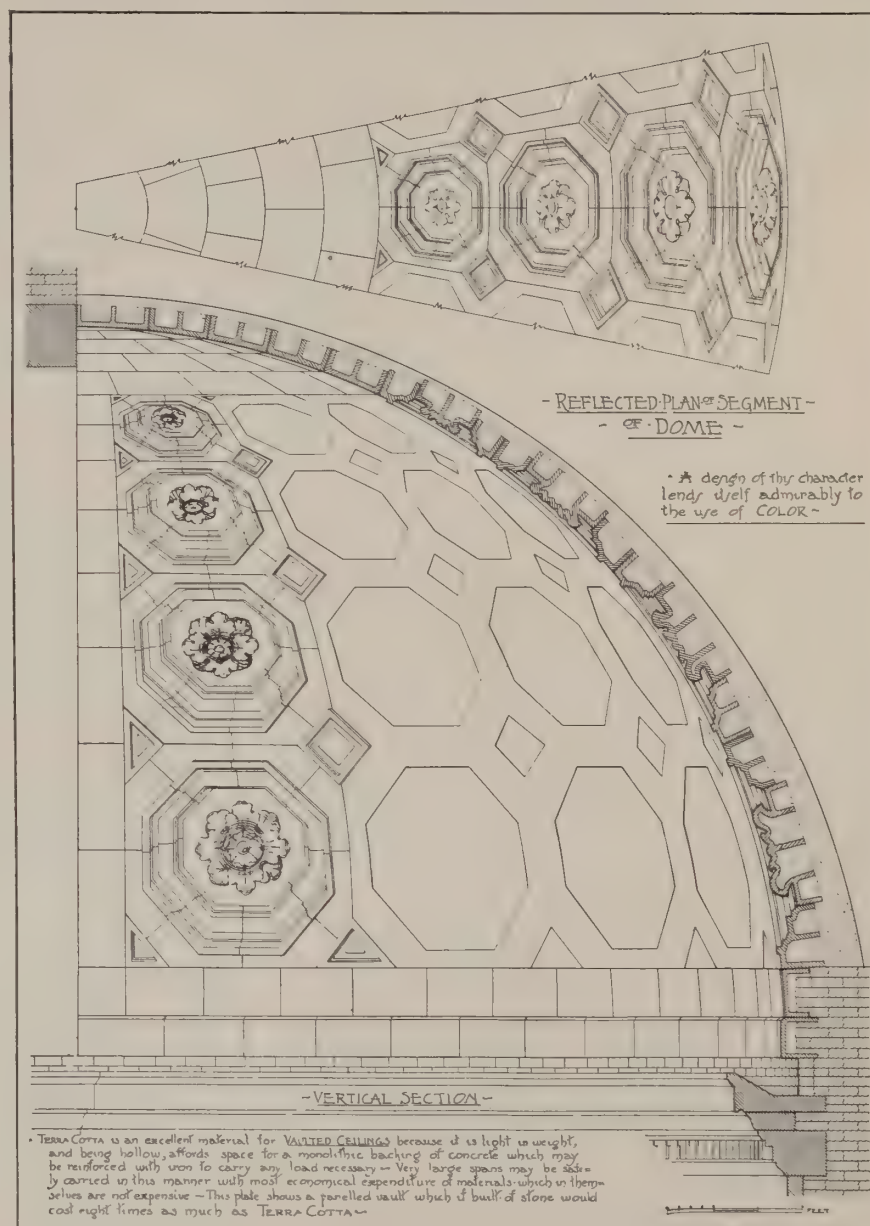 - REFLECTED·PLAN OF SEGMENT -
- OF · DOME -
· A design of this character
lends itself admirably to
the use of COLOR ~
- VERTICAL SECTION -
· TERRA COTTA is an excellent material for VAULTED CEILINGS because it is light in weight,
and being hollow, affords space for a monolithic backing of concrete which may
be reinforced with iron to carry any load necessary ~ Very large spans may be safe=
ly carried in this manner with most economical expenditure of materials·which in them=
selves are not expensive ~ This plate shows a panelled vault which if built of stone would
cost eight times as much as TERRA COTTA ~
FEET